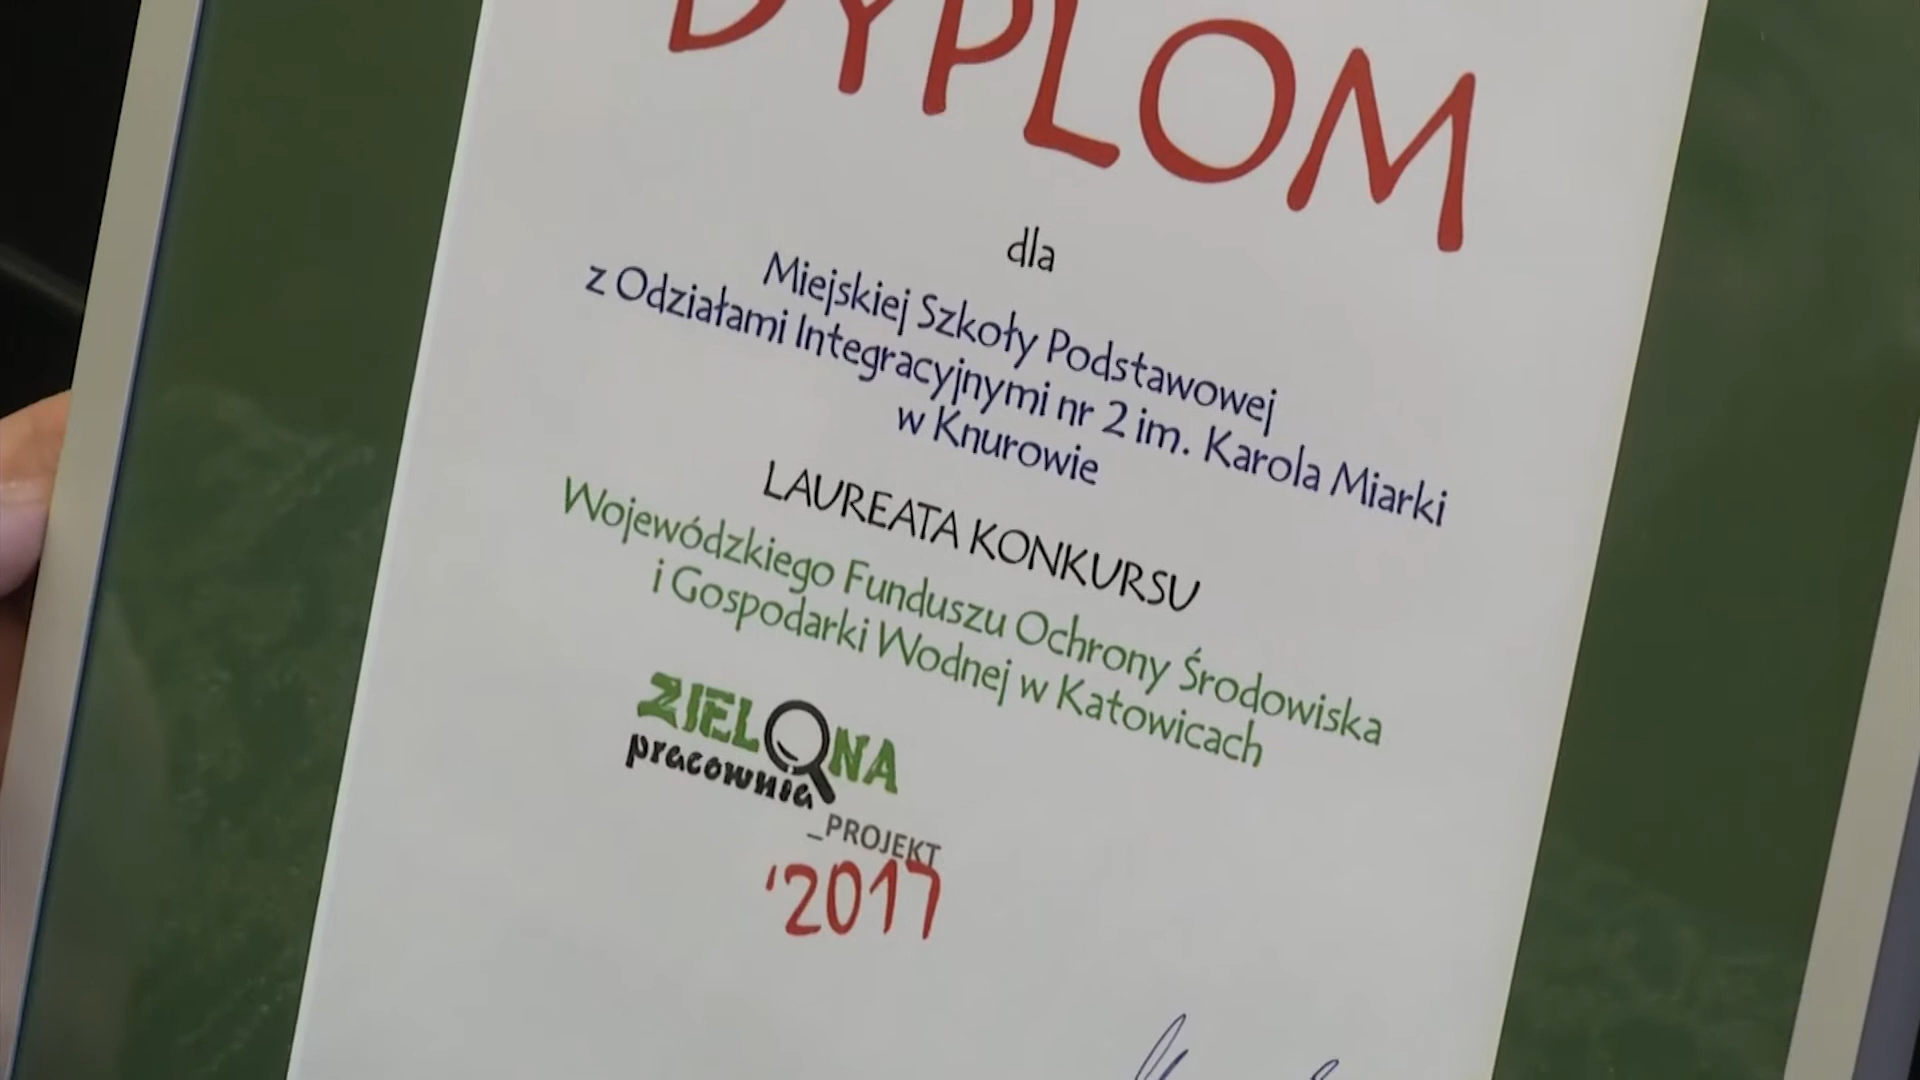 DYPLOM
dla
Miejskiej Szkoły Podstawowej
z Odziałami Integracyjnymi nr 2 im. Karola Miarki
w Knurowie
LAUREATA KONKURSU
Wojewódzkiego Funduszu Ochrony Środowiska
i Gospodarki Wodnej w Katowicach
ZIELONA
pracownia
_PROJEKT
'2017